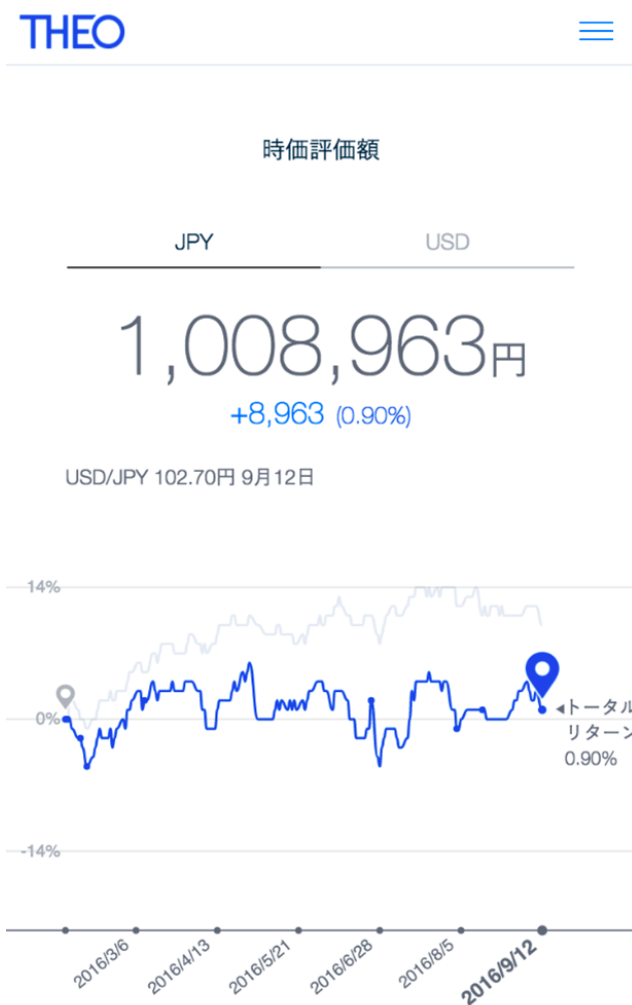 THEO
時価評価額
JPY USD
1,008,963円
+8,963 (0.90%)
USD/JPY 102.70円 9月12日
14%
0%
◂トータル
リターン
0.90%
-14%
2016/3/6 2016/4/13 2016/5/21 2016/6/28 2016/8/5 2016/9/12